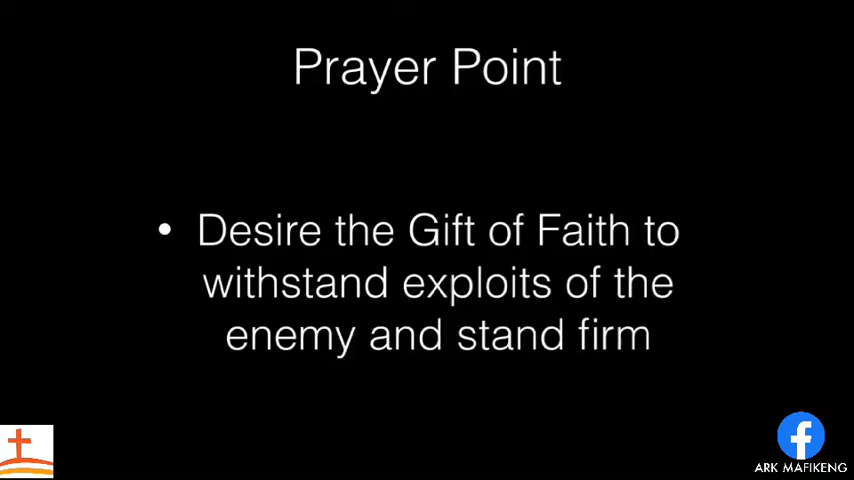 Prayer Point
• Desire the Gift of Faith to
withstand exploits of the
enemy and stand firm
ARK MAFIKENG